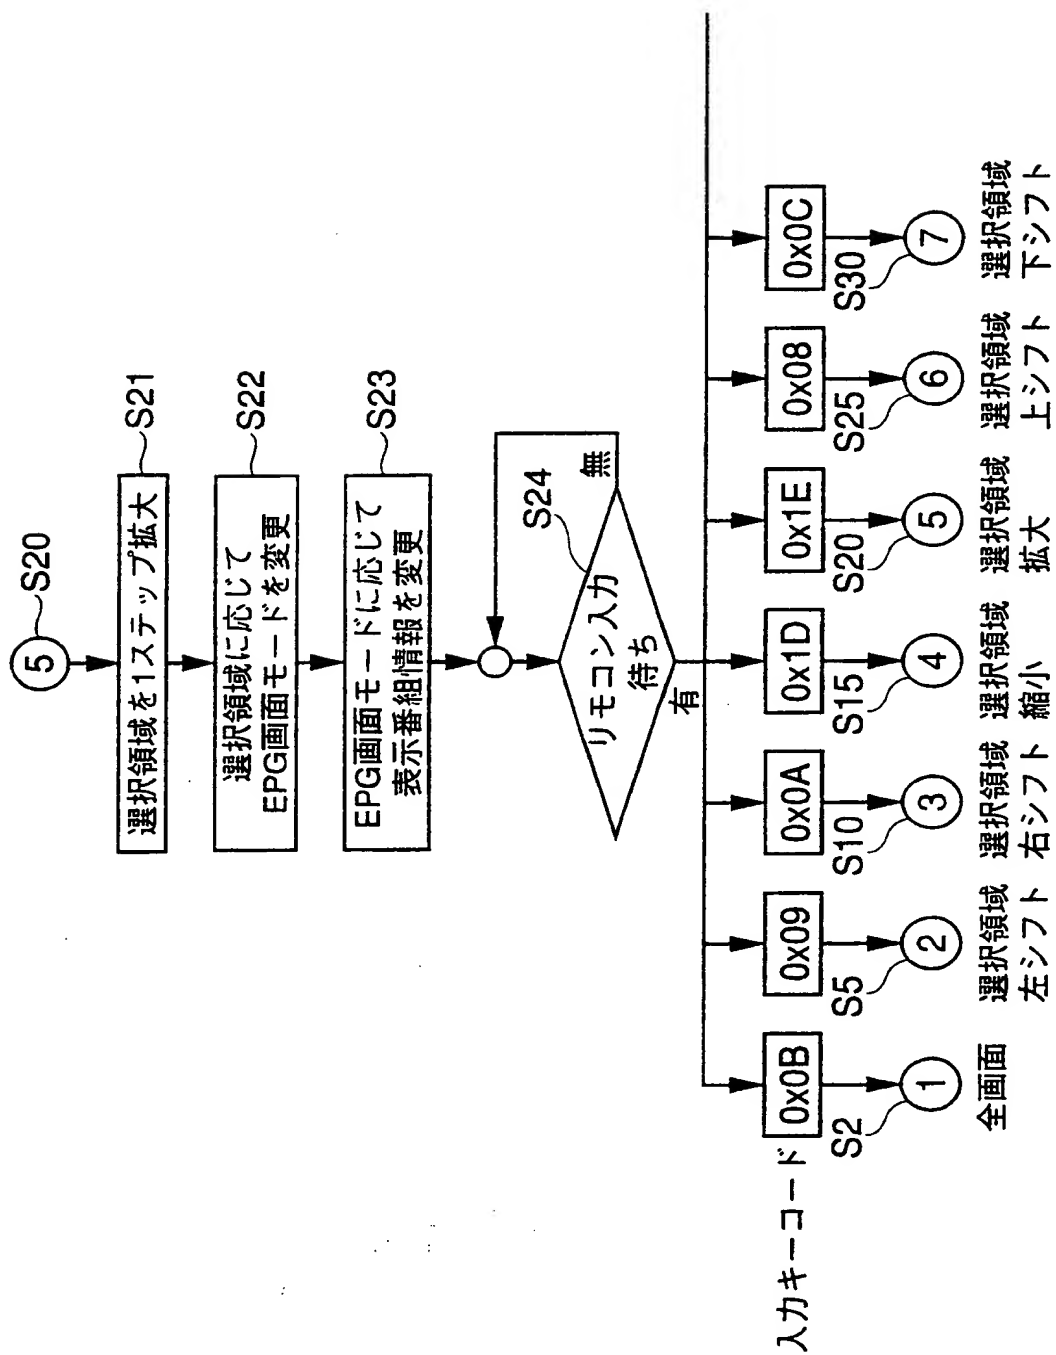 5
S20
選択領域を1ステップ拡大
S21
選択領域に応じて
EPG画面モードを変更
S22
EPG画面モードに応じて
表示番組情報を変更
S23
リモコン入力
待ち
S24
無
有
入力キーコード
0x0B
0x09
0x0A
0x1D
0x1E
0x08
0x0C
S2
S5
S10
S15
S20
S25
S30
1
2
3
4
5
6
7
全画面
選択領域
左シフト
選択領域
右シフト
選択領域
縮小
選択領域
拡大
選択領域
上シフト
選択領域
下シフト